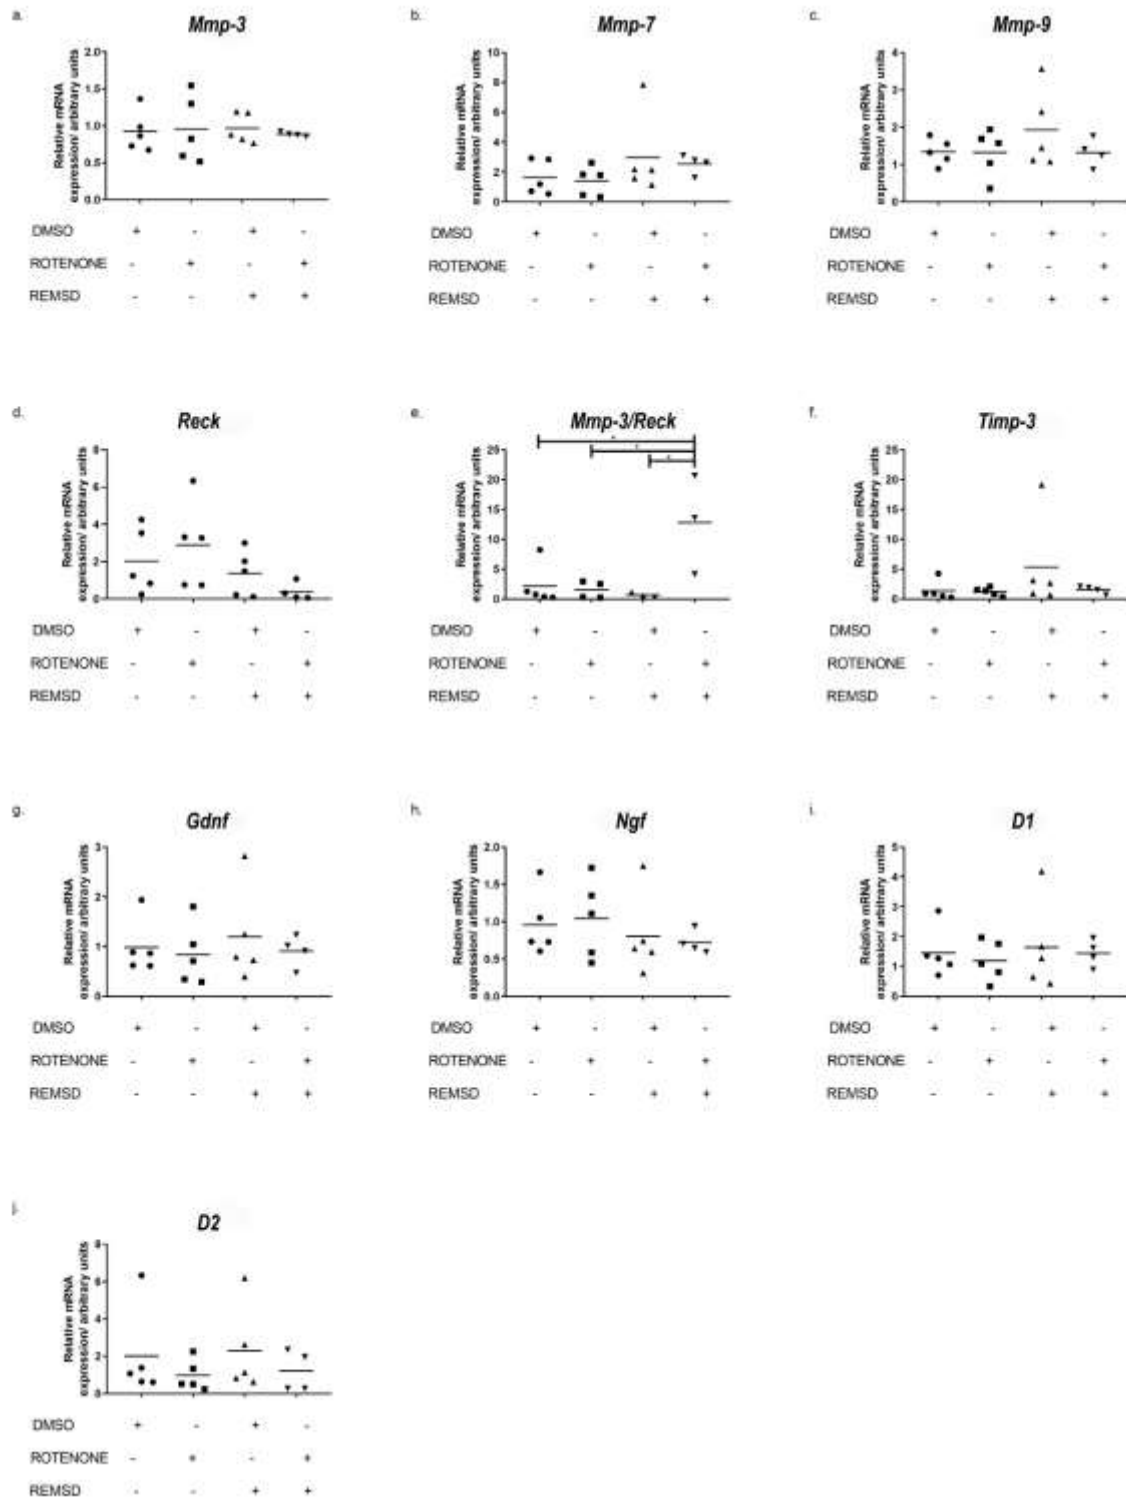 a.
Mmp-3
Relative mRNA
expression/ arbitrary units
2.0
1.5
1.0
0.5
0.0
DMSO + - + -
ROTENONE - + - +
REMSD - - + +
b.
Mmp-7
Relative mRNA
expression/ arbitrary units
10
8
6
4
2
0
DMSO + - + -
ROTENONE - + - +
REMSD - - + +
c.
Mmp-9
Relative mRNA
expression/ arbitrary units
4
3
2
1
0
DMSO + - + -
ROTENONE - + - +
REMSD - - + +
d.
Reck
Relative mRNA
expression/ arbitrary units
8
6
4
2
0
DMSO + - + -
ROTENONE - + - +
REMSD - - + +
e.
Mmp-3/Reck
Relative mRNA
expression/ arbitrary units
25
20
15
10
5
0
DMSO + - + -
ROTENONE - + - +
REMSD - - + +
f.
Timp-3
Relative mRNA
expression/ arbitrary units
25
20
15
10
5
0
DMSO + - + -
ROTENONE - + - +
REMSD - - + +
g.
Gdnf
Relative mRNA
expression/ arbitrary units
3
2
1
0
DMSO + - + -
ROTENONE - + - +
REMSD - - + +
h.
Ngf
Relative mRNA
expression/ arbitrary units
2.0
1.5
1.0
0.5
0.0
DMSO + - + -
ROTENONE - + - +
REMSD - - + +
i.
D1
Relative mRNA
expression/ arbitrary units
5
4
3
2
1
0
DMSO + - + -
ROTENONE - + - +
REMSD - - + +
j.
D2
Relative mRNA
expression/ arbitrary units
8
6
4
2
0
DMSO + - + -
ROTENONE - + - +
REMSD - - + +